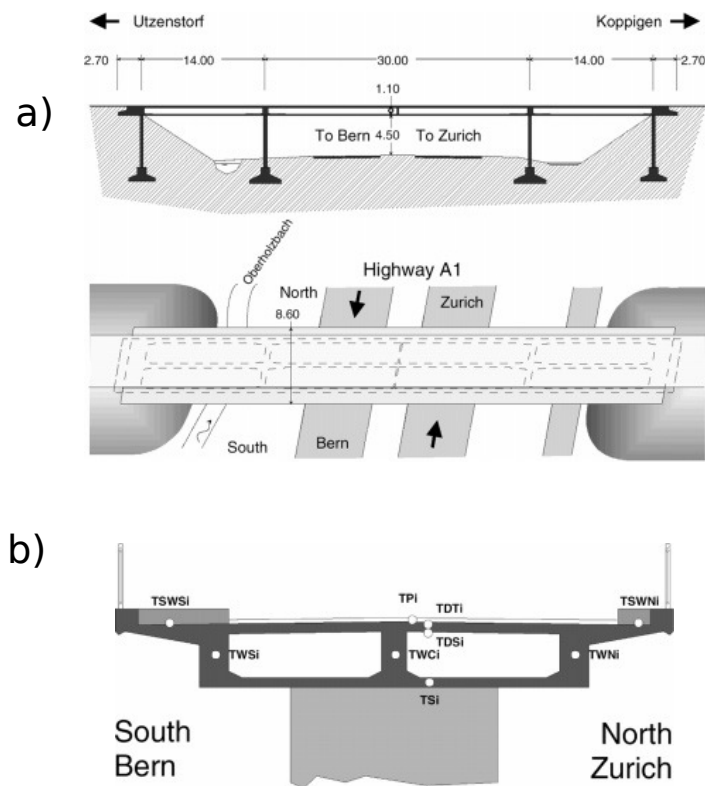 Utzenstorf Koppigen
2.70 14.00 30.00 14.00 2.70
1.10
a)
To Bern 4.50 To Zurich
Oberholzbach
Highway A1
North
Zurich
8.60
South
Bern
b)
TSWSi TPi TDTi TSWNi
TDSi
TWSi TWCi TWNi
TSi
South North
Bern Zurich